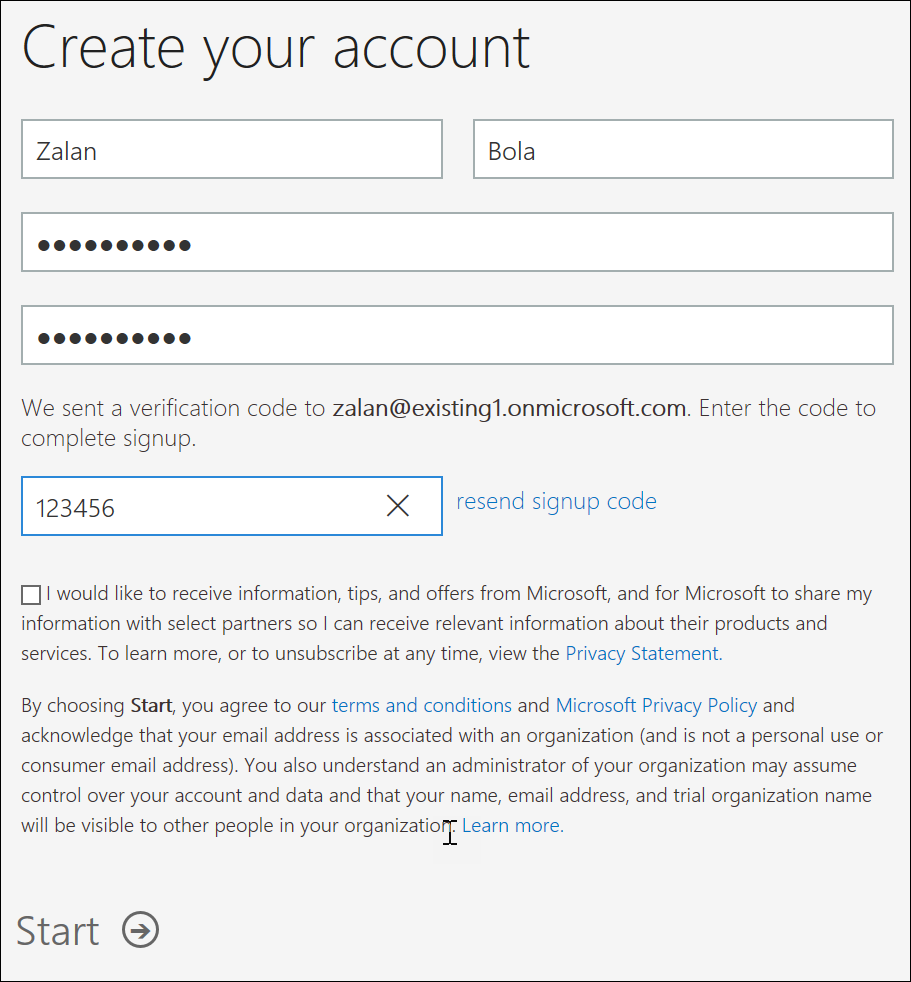 Create your account
Zalan
Bola
●●●●●●●●●●
●●●●●●●●●●
We sent a verification code to zalan@existing1.onmicrosoft.com. Enter the code to
complete signup.
123456
resend signup code
I would like to receive information, tips, and offers from Microsoft, and for Microsoft to share my
information with select partners so I can receive relevant information about their products and
services. To learn more, or to unsubscribe at any time, view the Privacy Statement.
By choosing Start, you agree to our terms and conditions and Microsoft Privacy Policy and
acknowledge that your email address is associated with an organization (and is not a personal use or
consumer email address). You also understand an administrator of your organization may assume
control over your account and data and that your name, email address, and trial organization name
will be visible to other people in your organization. Learn more.
Start